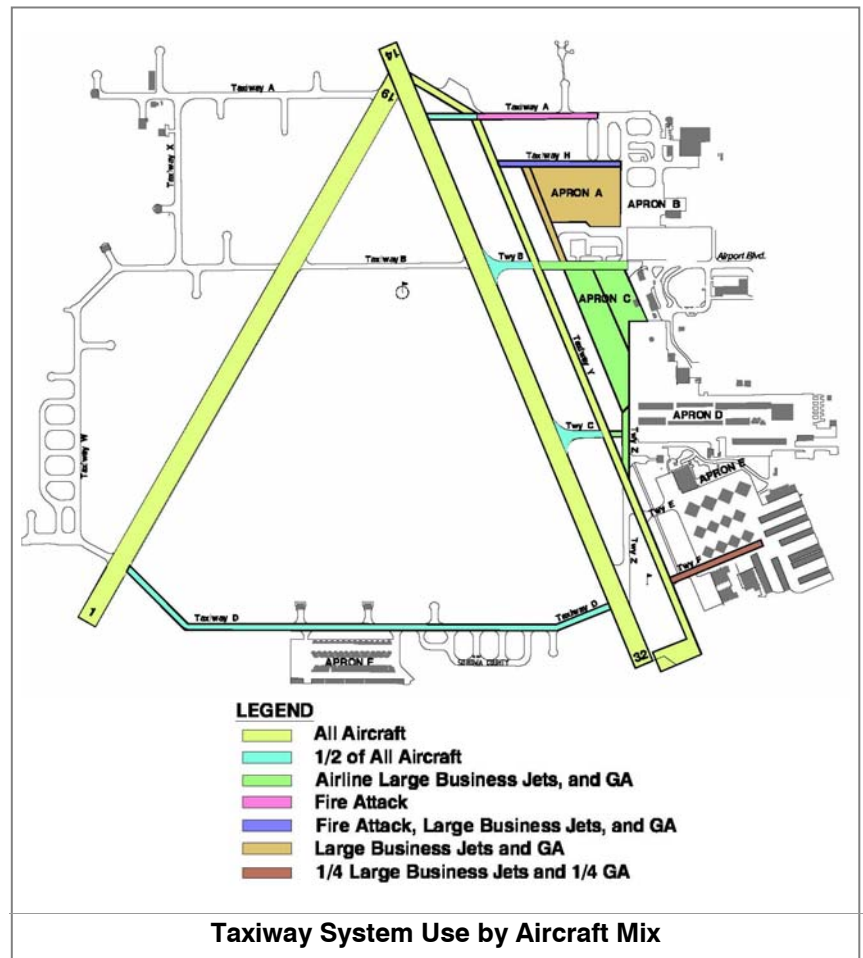 14
19
Taxiway A
Taxiway A
Taxiway X
Taxiway H
APRON A
APRON B
Taxiway B
Twy B
Airport Blvd.
APRON C
Taxiway Y
Taxiway W
Twy C
Twy Z
APRON D
APRON E
Twy E
Twy Z
Twy F
1
Taxiway D
Taxiway D
APRON F
SONOMA COUNTY
32
LEGEND
All Aircraft
1/2 of All Aircraft
Airline Large Business Jets, and GA
Fire Attack
Fire Attack, Large Business Jets, and GA
Large Business Jets and GA
1/4 Large Business Jets and 1/4 GA
Taxiway System Use by Aircraft Mix